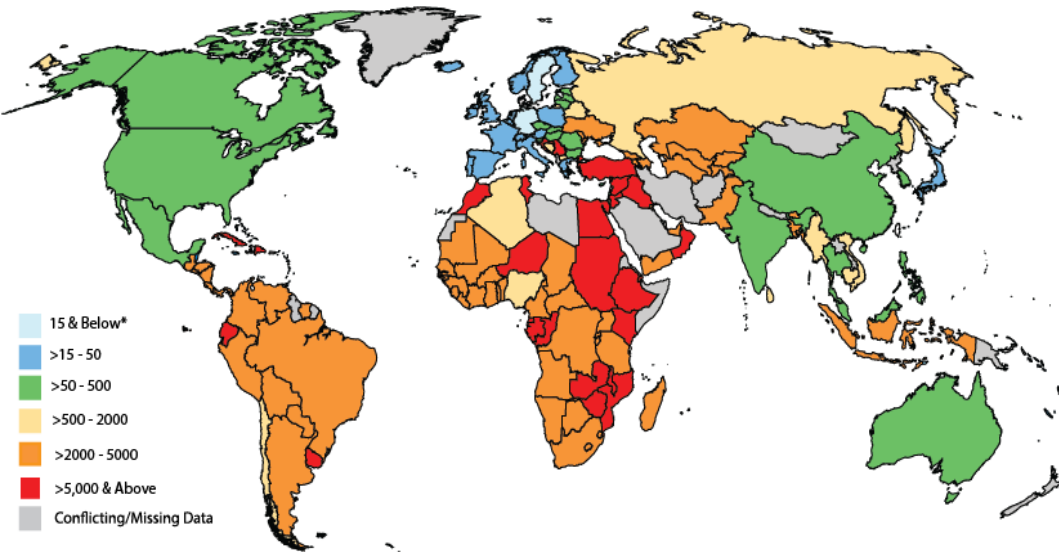 15 & Below*
>15 - 50
>50 - 500
>500 - 2000
>2000 - 5000
>5,000 & Above
Conflicting/Missing Data